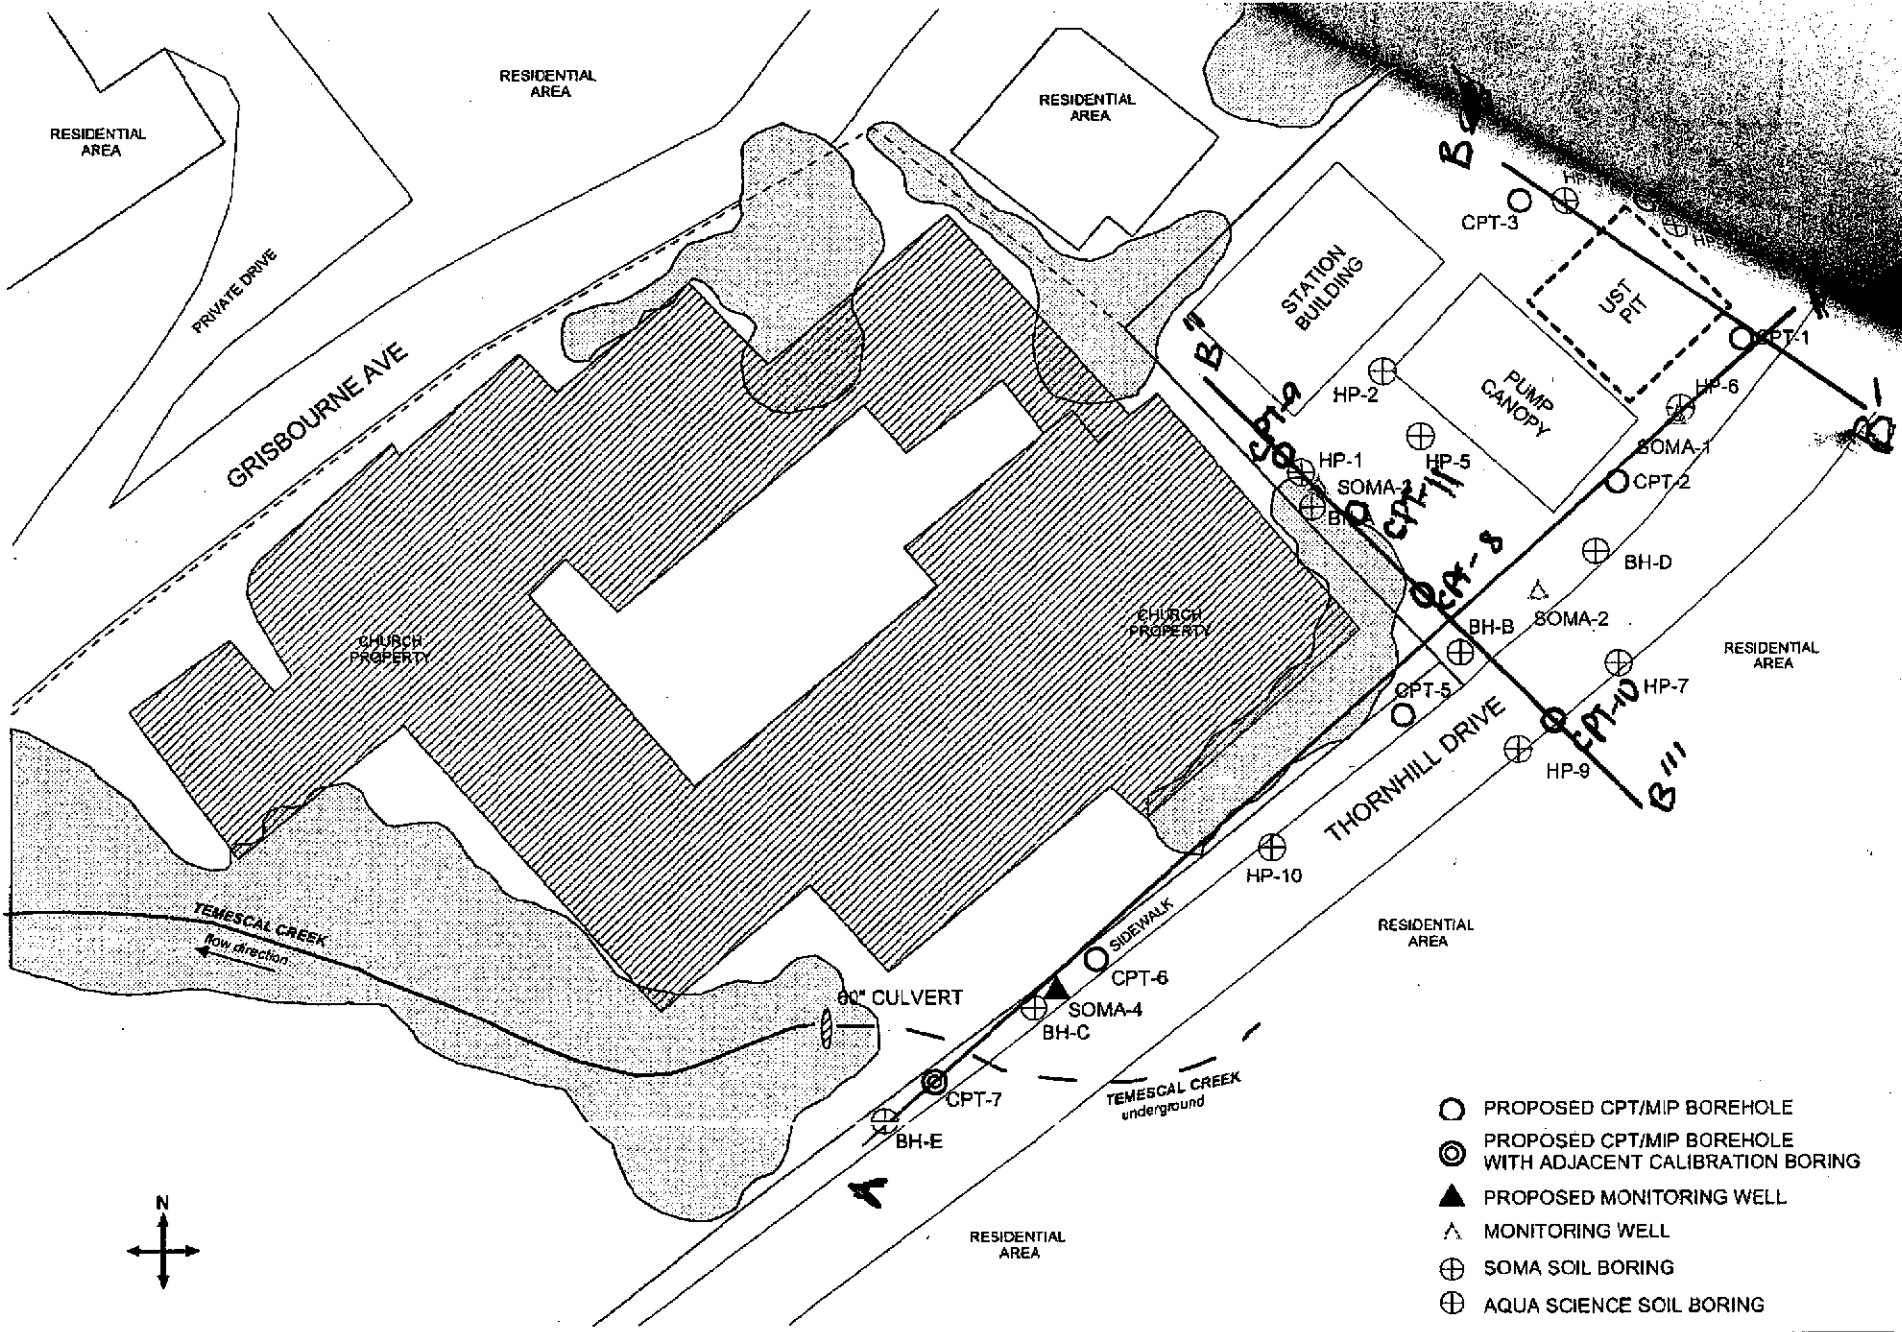 RESIDENTIAL
AREA
RESIDENTIAL
AREA
RESIDENTIAL
AREA
PRIVATE DRIVE
GRISBOURNE AVE
B
CPT-3
STATION
BUILDING
UST
PIT
CPT-1
B'
B"
HP-2
PUMP
CANOPY
HP-6
SOMA-1
CPT-9
HP-1
HP-5
CPT-2
CPT-11
CPT-8
BH-D
SOMA-2
BH-B
CHURCH
PROPERTY
CHURCH
PROPERTY
RESIDENTIAL
AREA
CPT-5
HP-7
CPT-10
HP-9
B'''
THORNHILL DRIVE
HP-10
TEMESCAL CREEK
flow direction
SIDEWALK
RESIDENTIAL
AREA
CPT-6
60" CULVERT
SOMA-4
BH-C
CPT-7
TEMESCAL CREEK
underground
BH-E
A
RESIDENTIAL
AREA
N
PROPOSED CPT/MIP BOREHOLE
PROPOSED CPT/MIP BOREHOLE
WITH ADJACENT CALIBRATION BORING
PROPOSED MONITORING WELL
MONITORING WELL
SOMA SOIL BORING
AQUA SCIENCE SOIL BORING